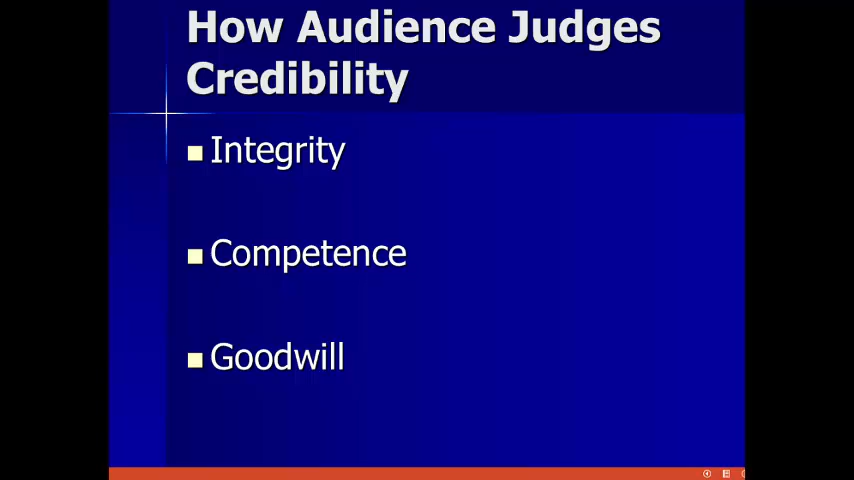 How Audience Judges
Credibility
Integrity
Competence
Goodwill